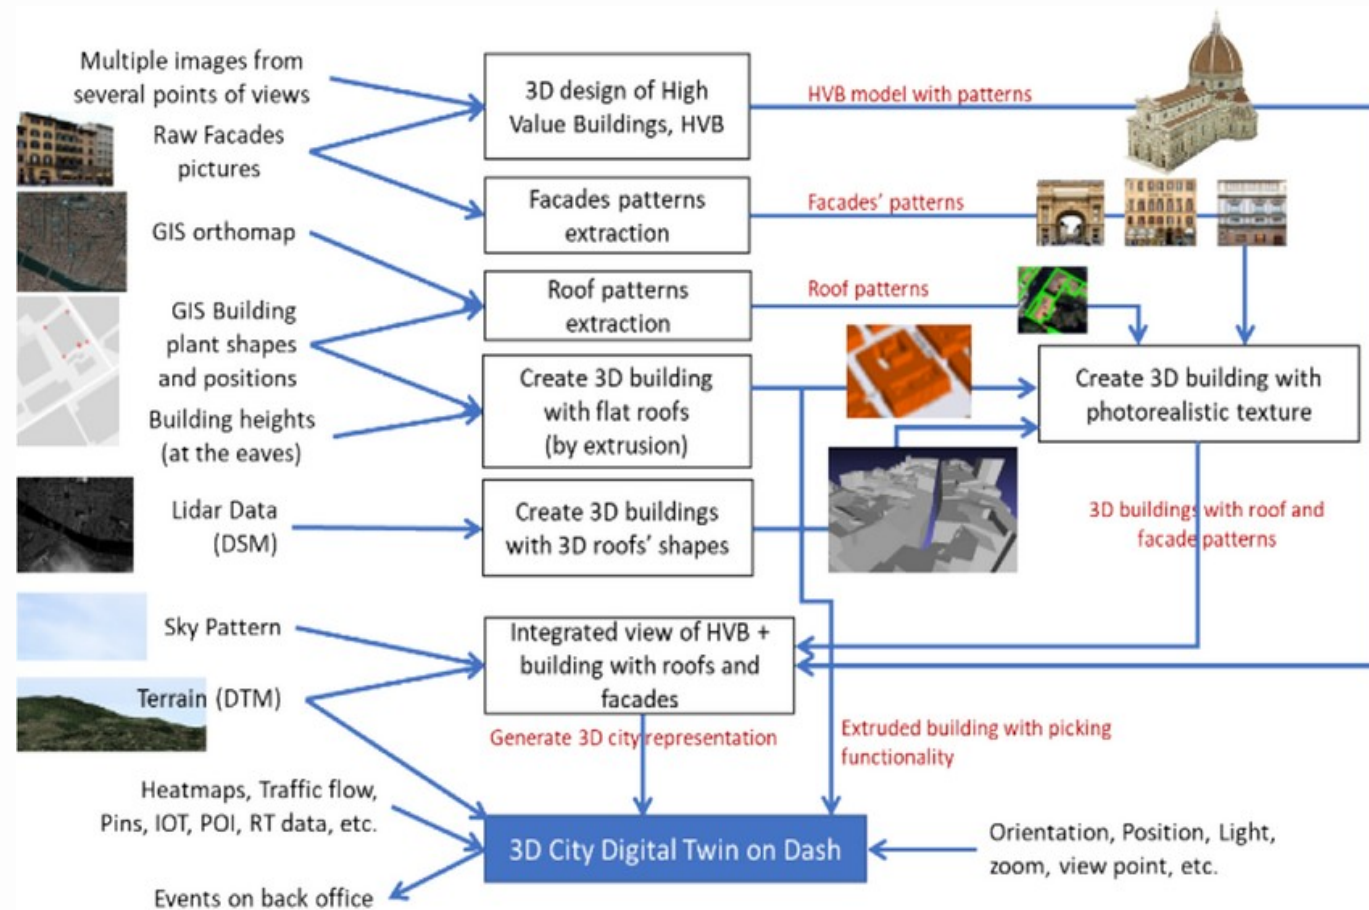 Multiple images from
several points of views
Raw Facades
pictures
GIS orthomap
GIS Building
plant shapes
and positions
Building heights
(at the eaves)
Lidar Data
(DSM)
Sky Pattern
Terrain (DTM)
Heatmaps, Traffic flow,
Pins, IOT, POI, RT data, etc.
Events on back office
3D design of High
Value Buildings, HVB
Facades patterns
extraction
Roof patterns
extraction
Create 3D building
with flat roofs
(by extrusion)
Create 3D buildings
with 3D roofs' shapes
Integrated view of HVB +
building with roofs and
facades
Generate 3D city representation
3D City Digital Twin on Dash
HVB model with patterns
Facades' patterns
Roof patterns
Create 3D building with
photorealistic texture
3D buildings with roof and
facade patterns
Extruded building with picking
functionality
Orientation, Position, Light,
zoom, view point, etc.